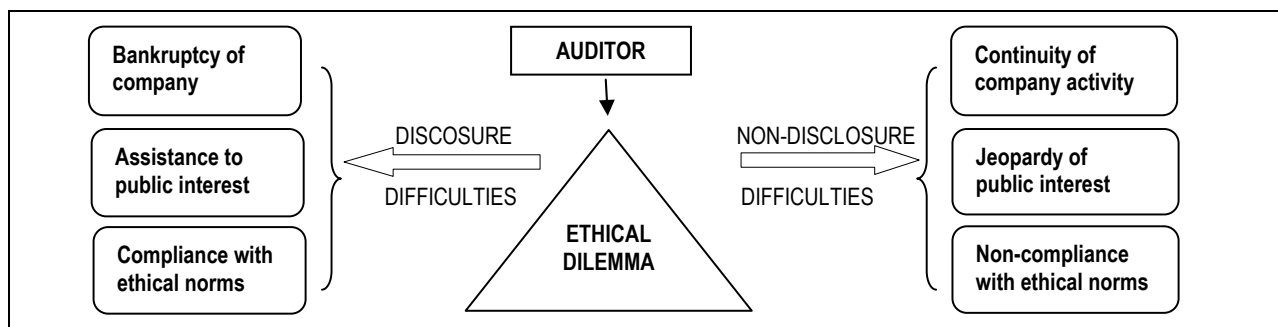 Bankruptcy of
company
Assistance to
public interest
Compliance with
ethical norms
DISCOSURE
DIFFICULTIES
AUDITOR
ETHICAL
DILEMMA
NON-DISCLOSURE
DIFFICULTIES
Continuity of
company activity
Jeopardy of
public interest
Non-compliance
with ethical norms